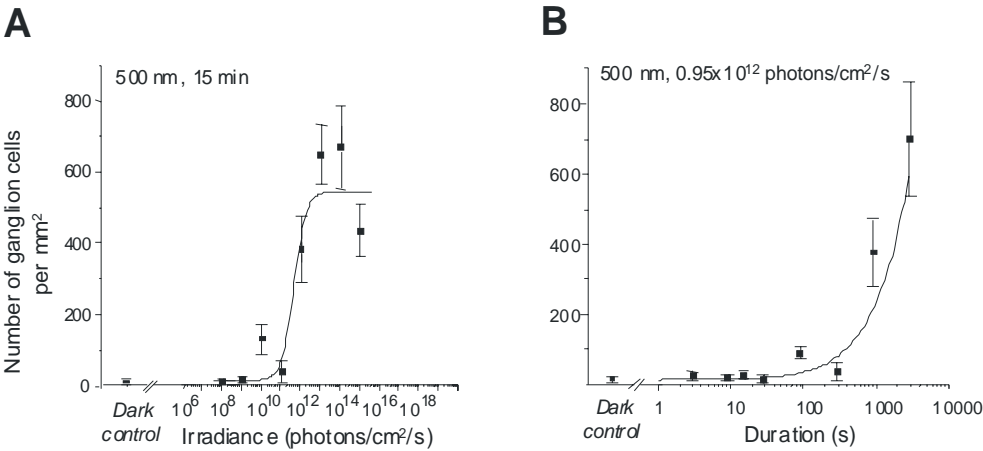 A
500 nm, 15 min
Number of ganglion cells
per mm²
800
600
400
200
0
Dark
control
10⁶ 10⁸ 10¹⁰ 10¹² 10¹⁴ 10¹⁶ 10¹⁸
Irradiance (photons/cm²/s)
B
500 nm, 0.95x10¹² photons/cm²/s
800
600
400
200
Dark
control
1 10 100 1000 10000
Duration (s)